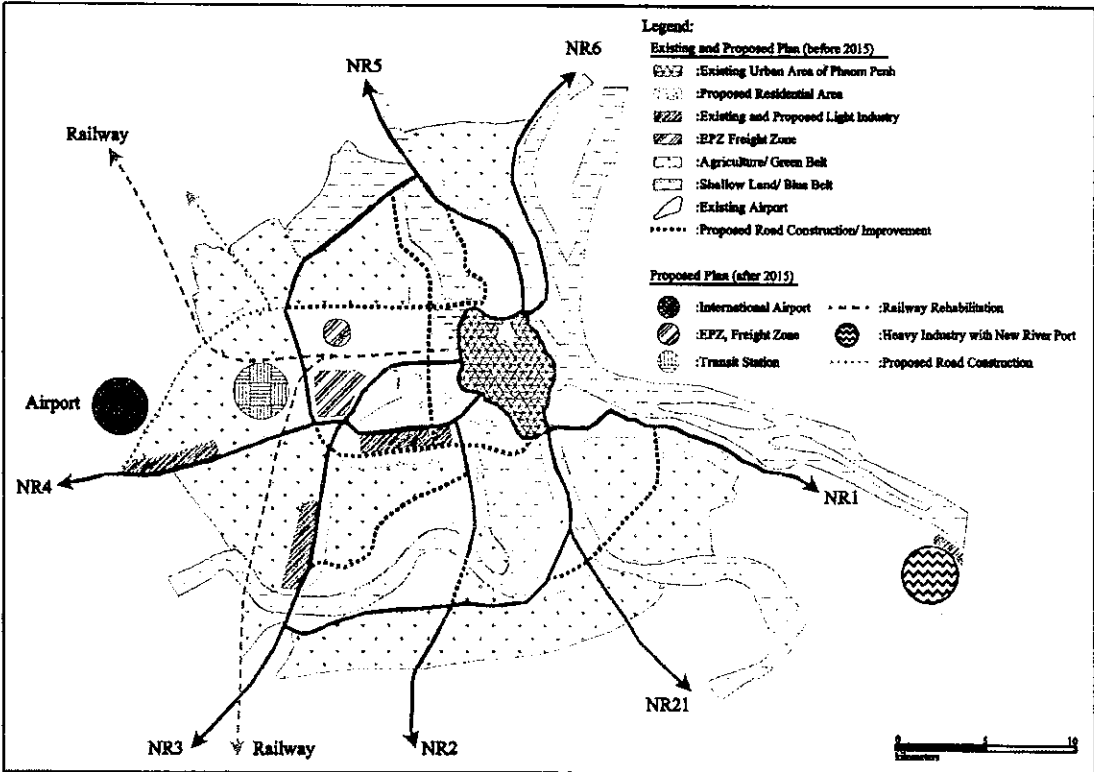 Legend:
Existing and Proposed Plan (before 2015)
:Existing Urban Area of Phnom Penh
:Proposed Residential Area
:Existing and Proposed Light Industry
:EPZ Freight Zone
:Agriculture/ Green Belt
:Shallow Land/ Blue Belt
:Existing Airport
:Proposed Road Construction/ Improvement
Proposed Plan (after 2015)
:International Airport
:Railway Rehabilitation
:EPZ, Freight Zone
:Heavy Industry with New River Port
:Transit Station
:Proposed Road Construction
NR6
NR5
Railway
Airport
NR4
NR1
NR21
NR3
Railway
NR2
0 5 10
kilometers